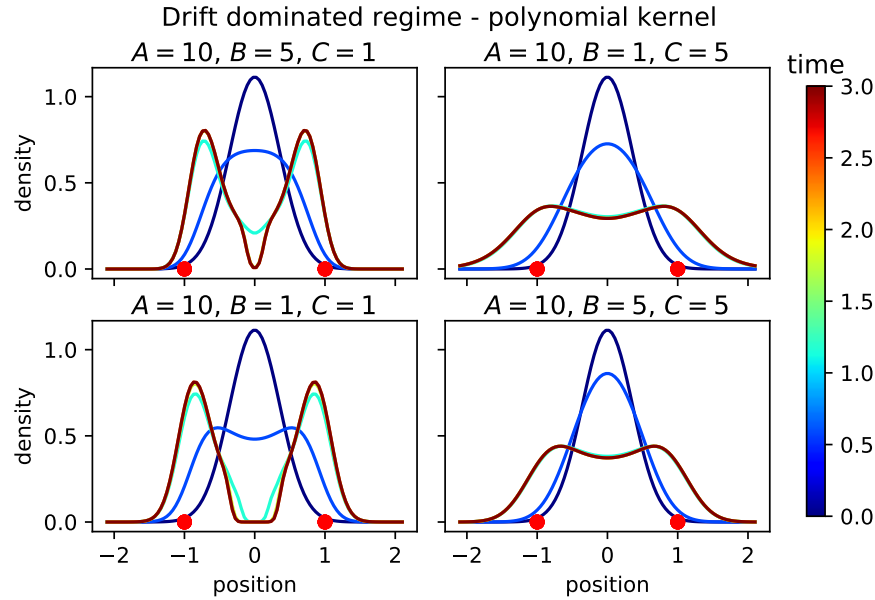 Drift dominated regime - polynomial kernel
A = 10, B = 5, C = 1
A = 10, B = 1, C = 5
time
density
1.0
0.5
0.0
3.0
2.5
2.0
1.5
1.0
0.5
0.0
A = 10, B = 1, C = 1
A = 10, B = 5, C = 5
density
1.0
0.5
0.0
−2 −1 0 1 2
−2 −1 0 1 2
position
position